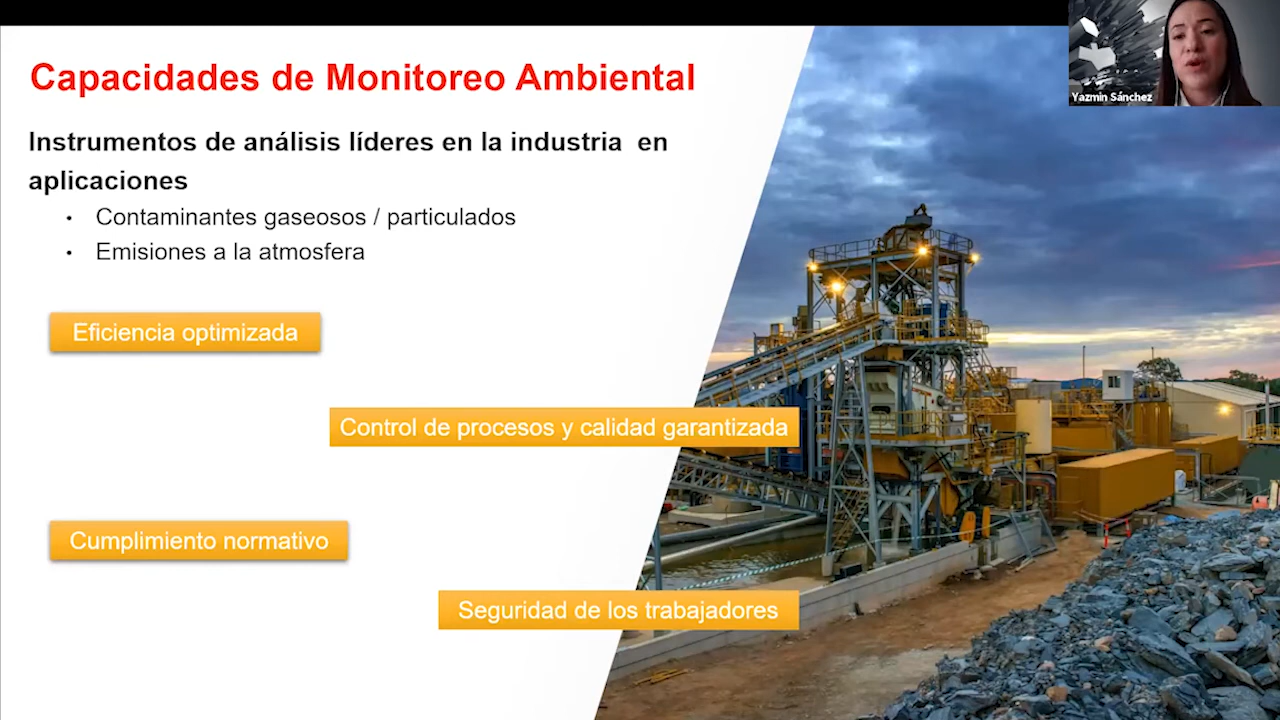 Capacidades de Monitoreo Ambiental
Yazmin Sánchez
Instrumentos de análisis líderes en la industria  en
aplicaciones
• Contaminantes gaseosos / particulados
• Emisiones a la atmosfera
Eficiencia optimizada
Control de procesos y calidad garantizada
Cumplimiento normativo
Seguridad de los trabajadores